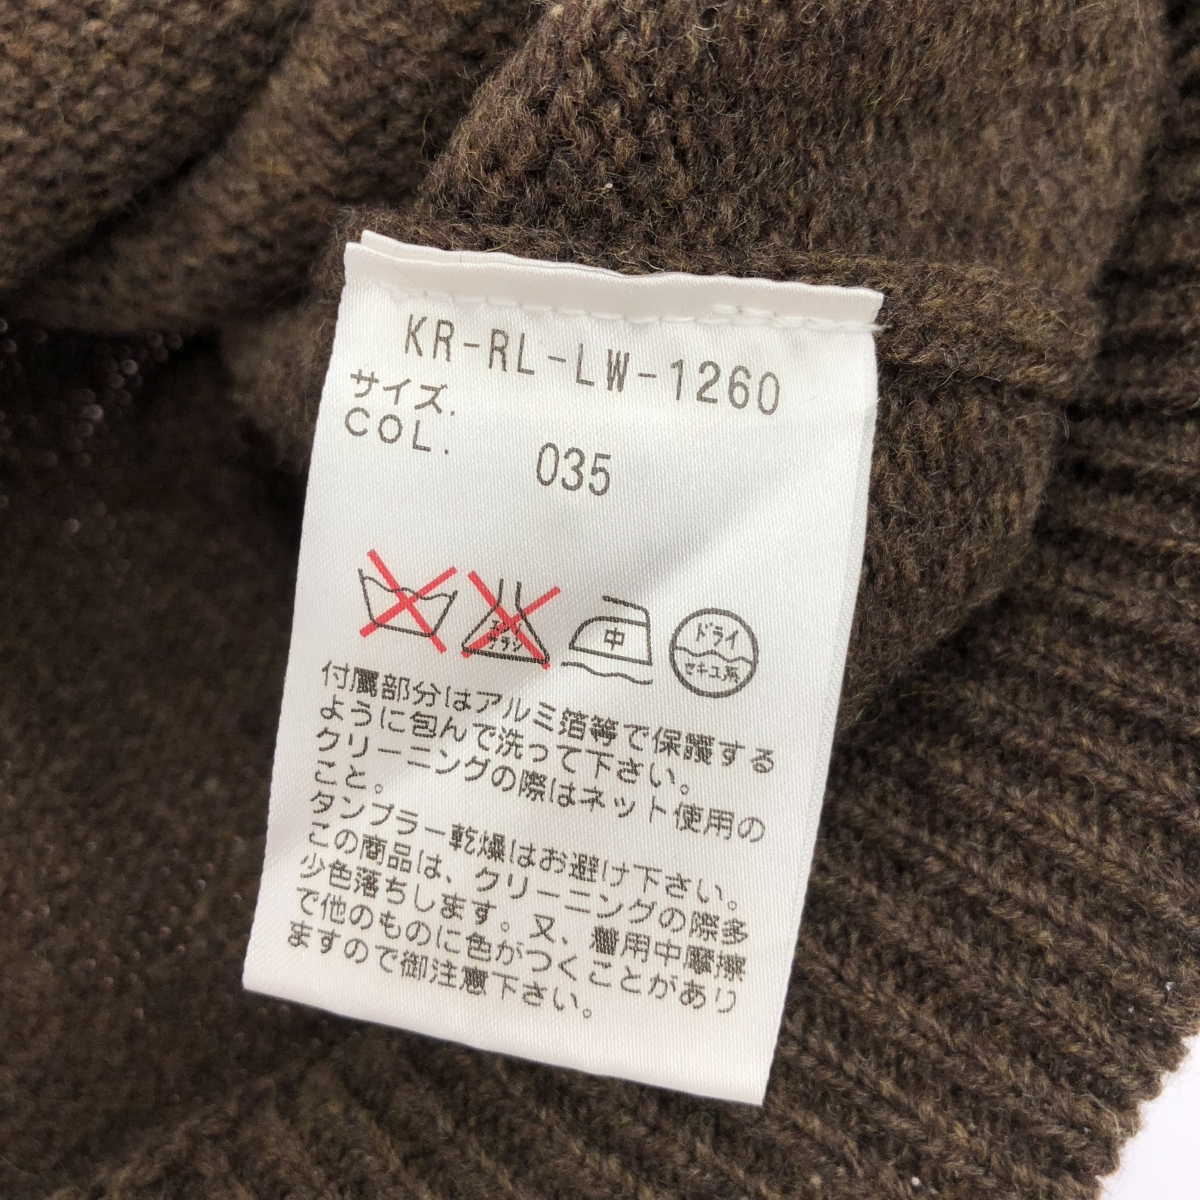 KR-RL-LW-1260
サイズ.
COL. 035
エンソ
サラシ
中
ドライ
セキユ系
付属部分はアルミ箔等で保護する
ように包んで洗って下さい。
クリーニングの際はネット使用の
こと。
タンブラー乾燥はお避け下さい。
この商品は、クリーニングの際多
少色落ちします。又、着用中摩擦
で他のものに色がつくことがあり
ますので御注意下さい。